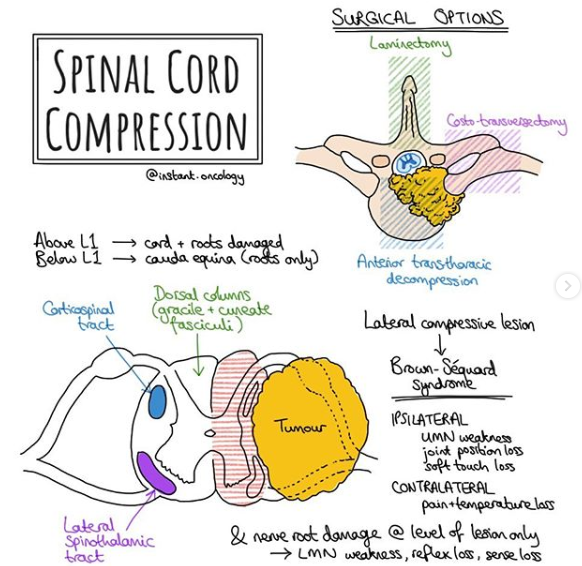 SPINAL CORD
COMPRESSION
@instant.oncology
SURGICAL OPTIONS
Laminectomy
Costo-transversectomy
Anterior transthoracic
decompression
Above L1 → cord + roots damaged
Below L1 → cauda equina (roots only)
Corticospinal
tract
Dorsal columns
(gracile + cuneate
fasciculi)
Tumour
Lateral
Spinothalamic
tract
Lateral compressive lesion
↓
Brown-Séquard
syndrome
IPSILATERAL
UMN weakness
joint position loss
soft touch loss
CONTRALATERAL
pain + temperature loss
& nerve root damage @ level of lesion only
→ LMN weakness, reflex loss, sense loss